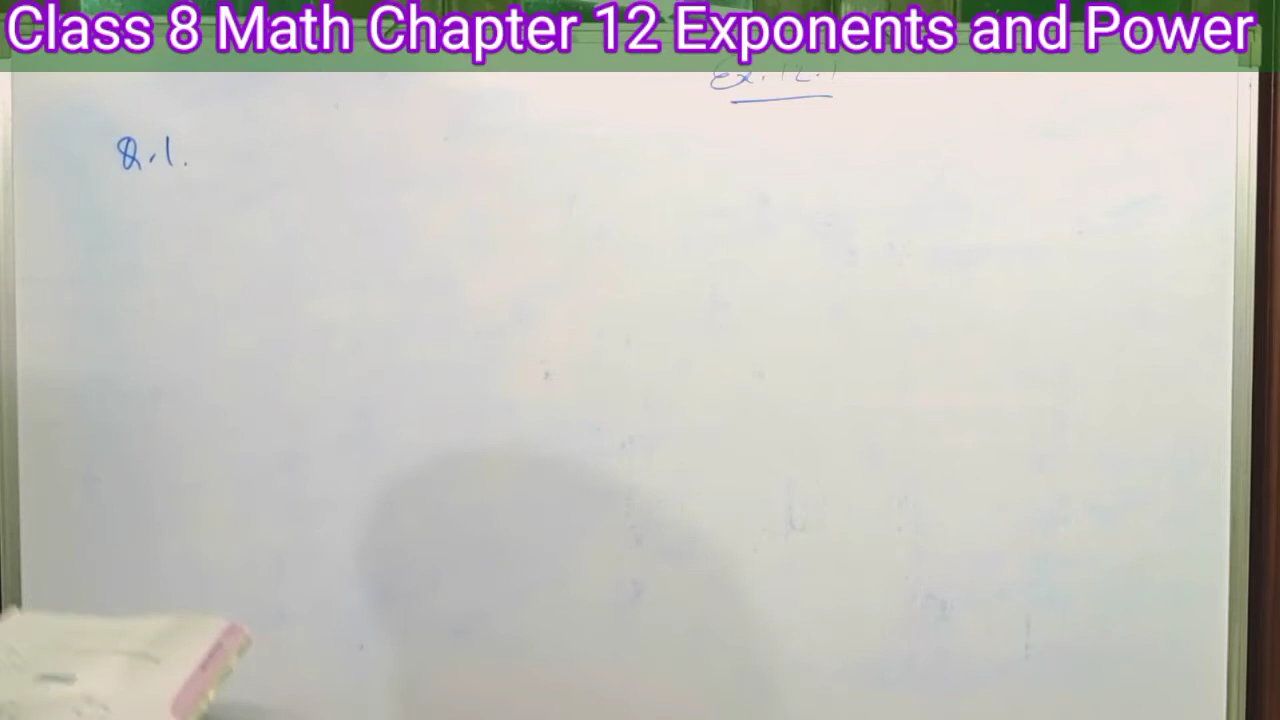 Class 8 Math Chapter 12 Exponents and Power
Ex. 12.1
Q.1.